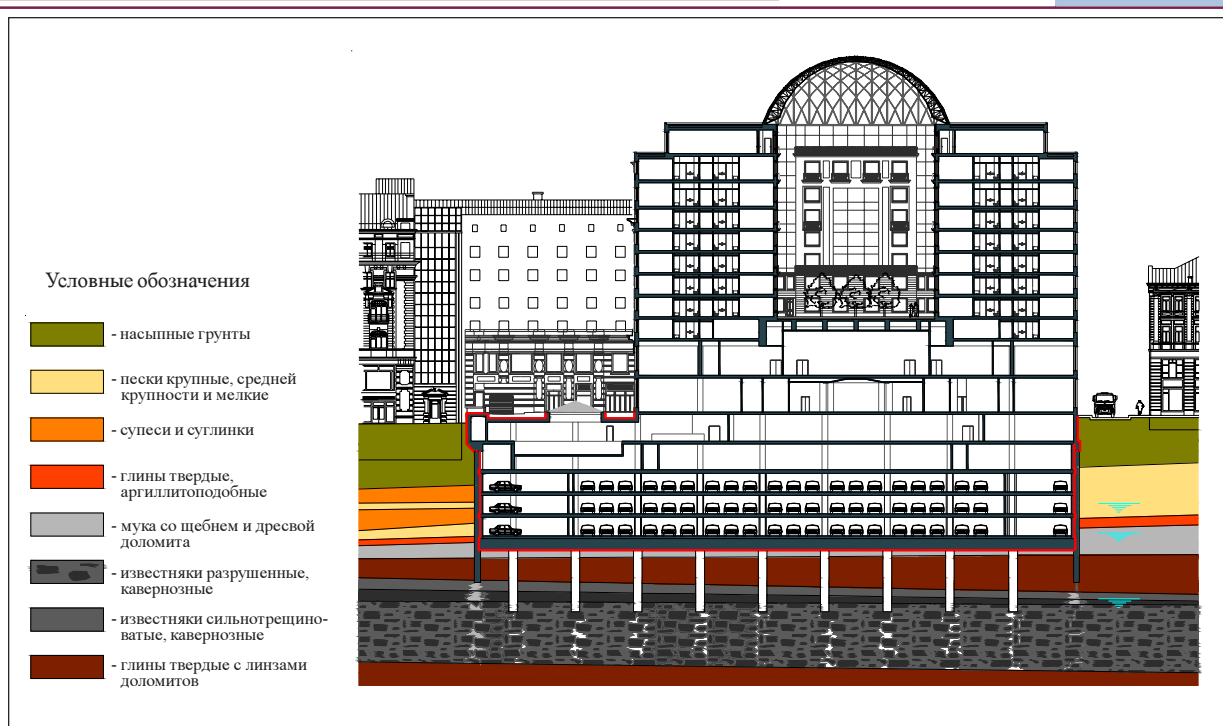 Условные обозначения
- насыпные грунты
- пески крупные, средней
крупности и мелкие
- супеси и суглинки
- глины твердые,
аргиллитоподобные
- мука со щебнем и дресвой
доломита
- известняки разрушенные,
кавернозные
- известняки сильнотрещино-
ватые, кавернозные
- глины твердые с линзами
доломитов